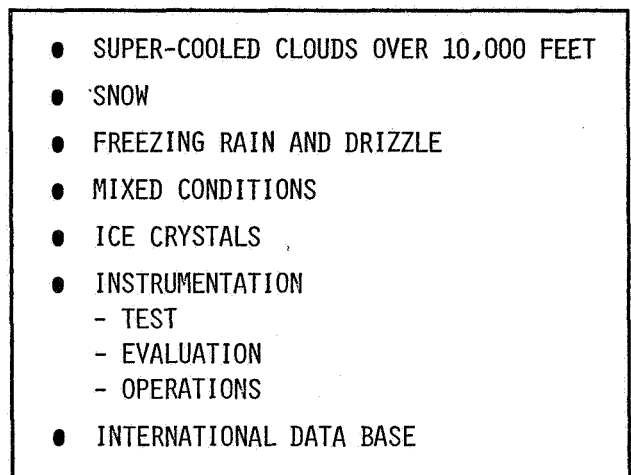 ● SUPER-COOLED CLOUDS OVER 10,000 FEET
● SNOW
● FREEZING RAIN AND DRIZZLE
● MIXED CONDITIONS
● ICE CRYSTALS
● INSTRUMENTATION
- TEST
- EVALUATION
- OPERATIONS
● INTERNATIONAL DATA BASE